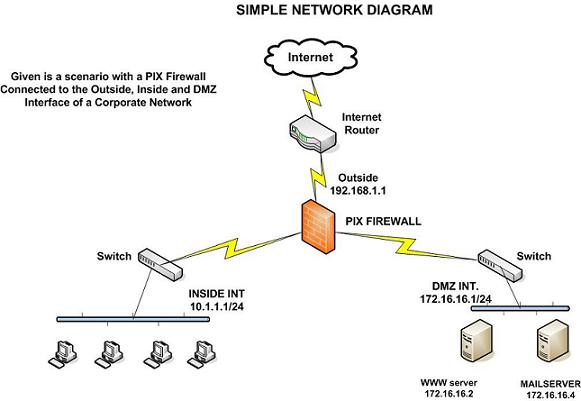 SIMPLE NETWORK DIAGRAM
Internet
Given is a scenario with a PIX Firewall
Connected to the Outside, Inside and DMZ
Interface of a Corporate Network
Internet
Router
Outside
192.168.1.1
PIX FIREWALL
Switch
Switch
INSIDE INT
10.1.1.1/24
DMZ INT.
172.16.16.1/24
WWW server
172.16.16.2
MAILSERVER
172.16.16.4